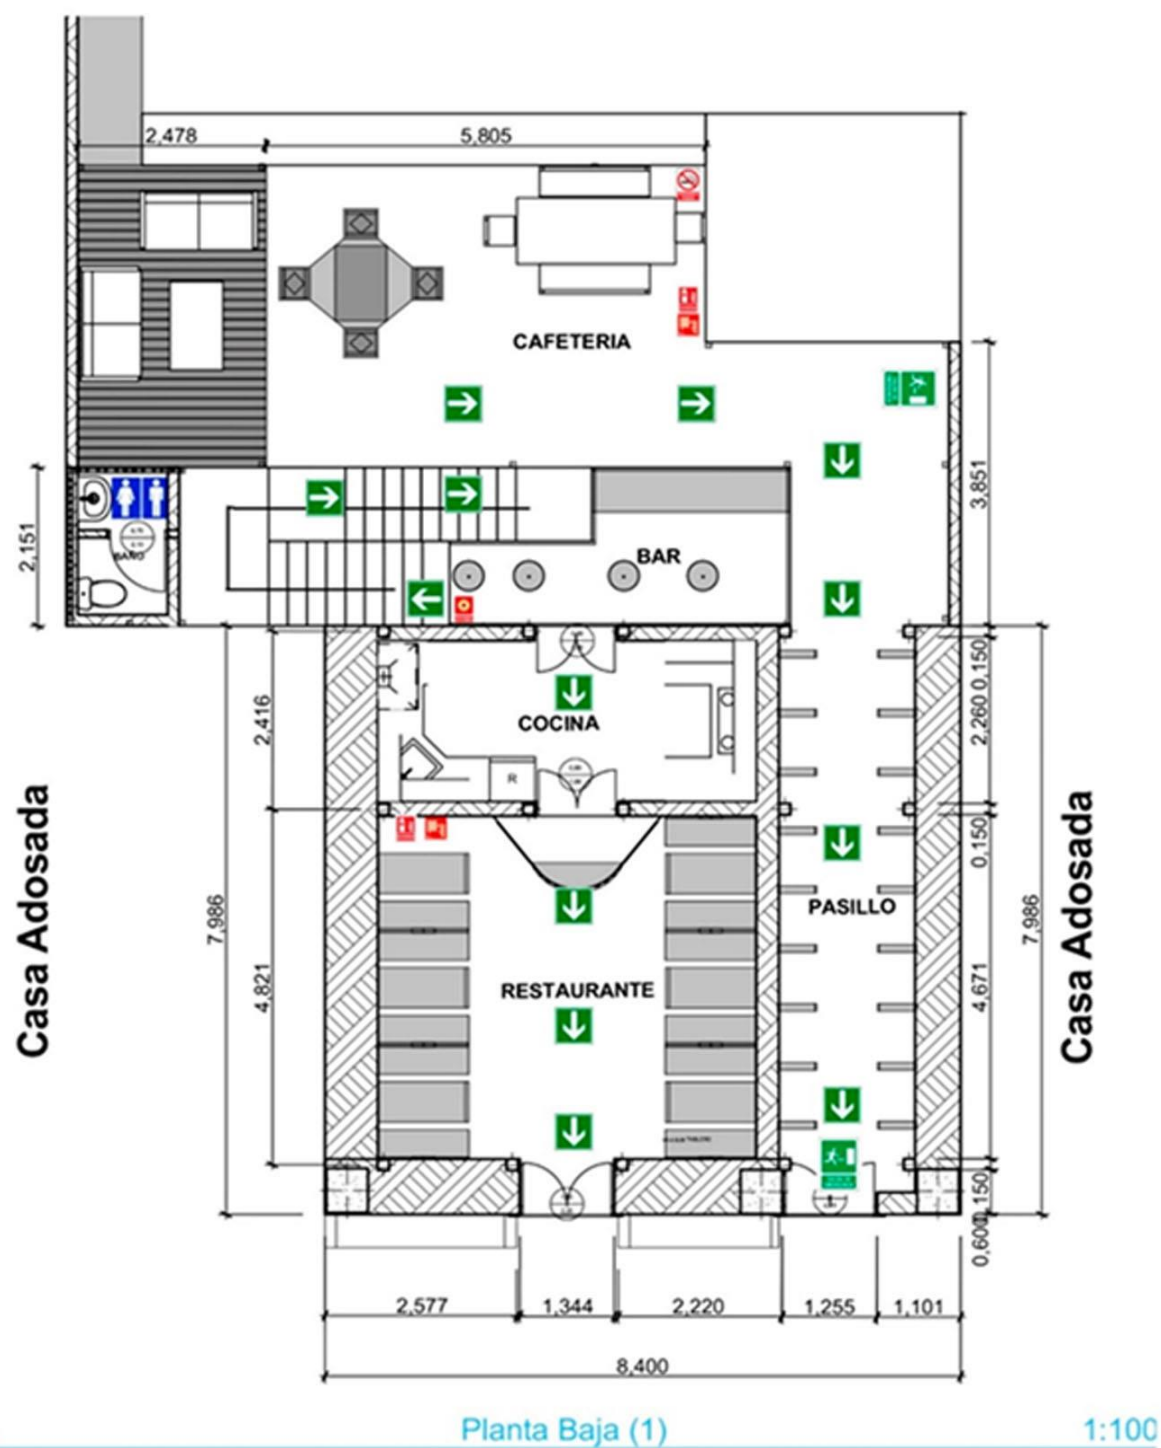 2,478
5,805
CAFETERIA
3,851
2,151
BAÑO
BAR
2,416
COCINA
R
2,260
0,150
Casa Adosada
Casa Adosada
0,150
7,986
PASILLO
7,986
4,821
RESTAURANTE
4,671
0,150
0,600
2,577
1,344
2,220
1,255
1,101
8,400
Planta Baja (1)
1:100